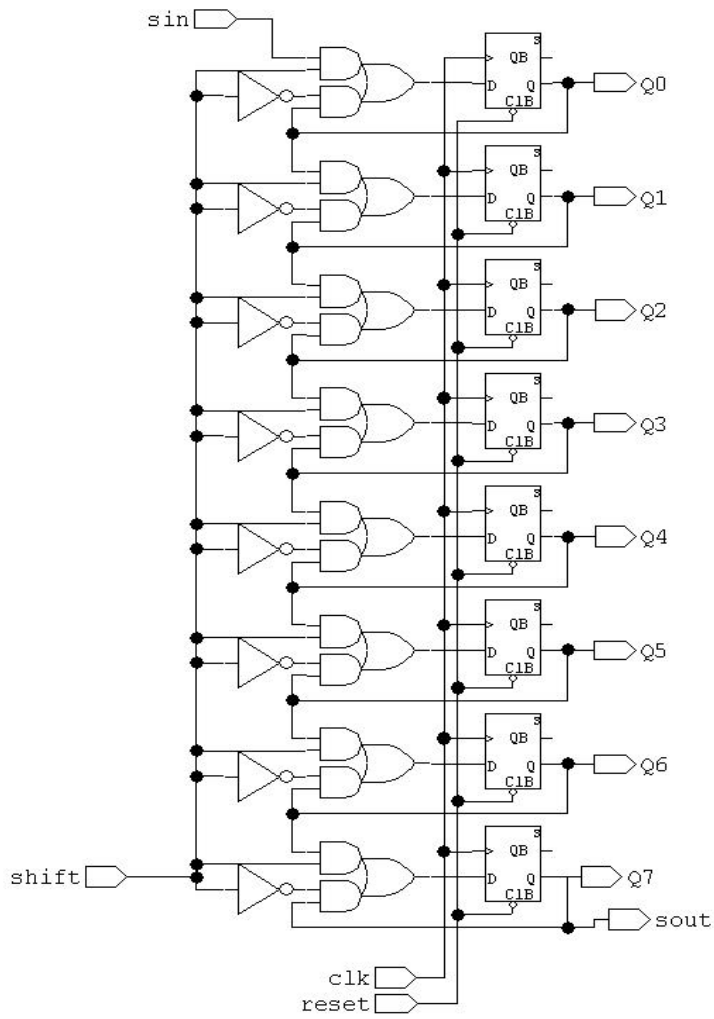 sin
S
QB
D Q
ClB
Q0
S
QB
D Q
ClB
Q1
S
QB
D Q
ClB
Q2
S
QB
D Q
ClB
Q3
S
QB
D Q
ClB
Q4
S
QB
D Q
ClB
Q5
S
QB
D Q
ClB
Q6
S
QB
D Q
ClB
Q7
shift
sout
clk
reset